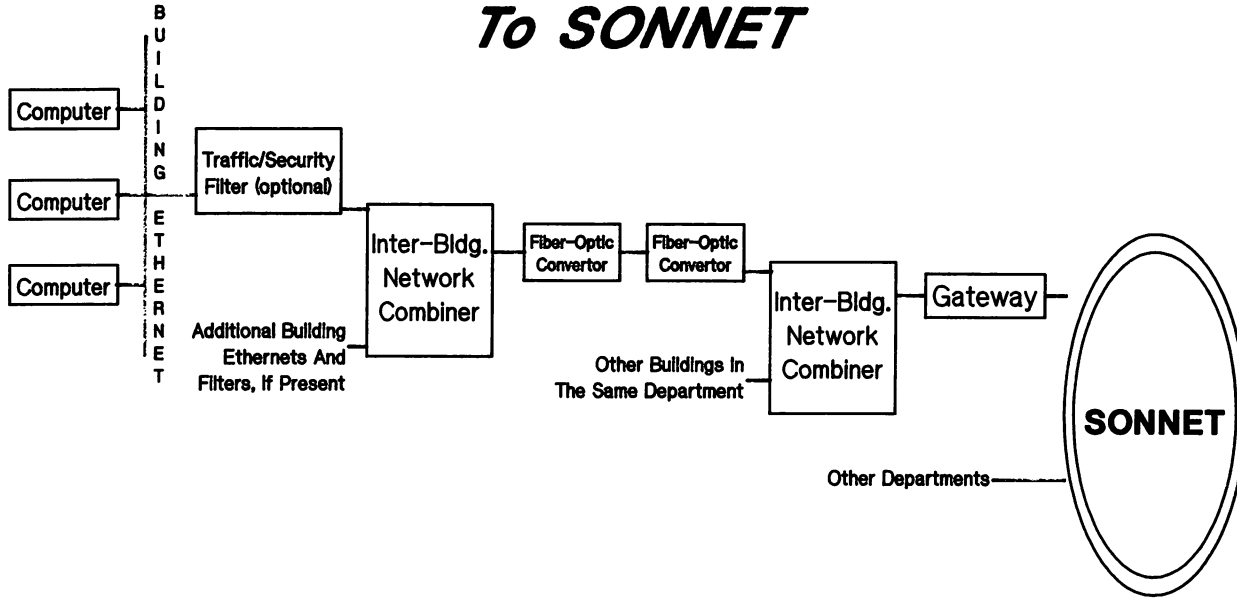 To SONNET
BUILDING ETHERNET
Computer
Computer
Computer
Traffic/Security
Filter (optional)
Inter-Bldg.
Network
Combiner
Additional Building
Ethernets And
Filters, If Present
Fiber-Optic
Convertor
Fiber-Optic
Convertor
Inter-Bldg.
Network
Combiner
Other Buildings In
The Same Department
Gateway
SONNET
Other Departments